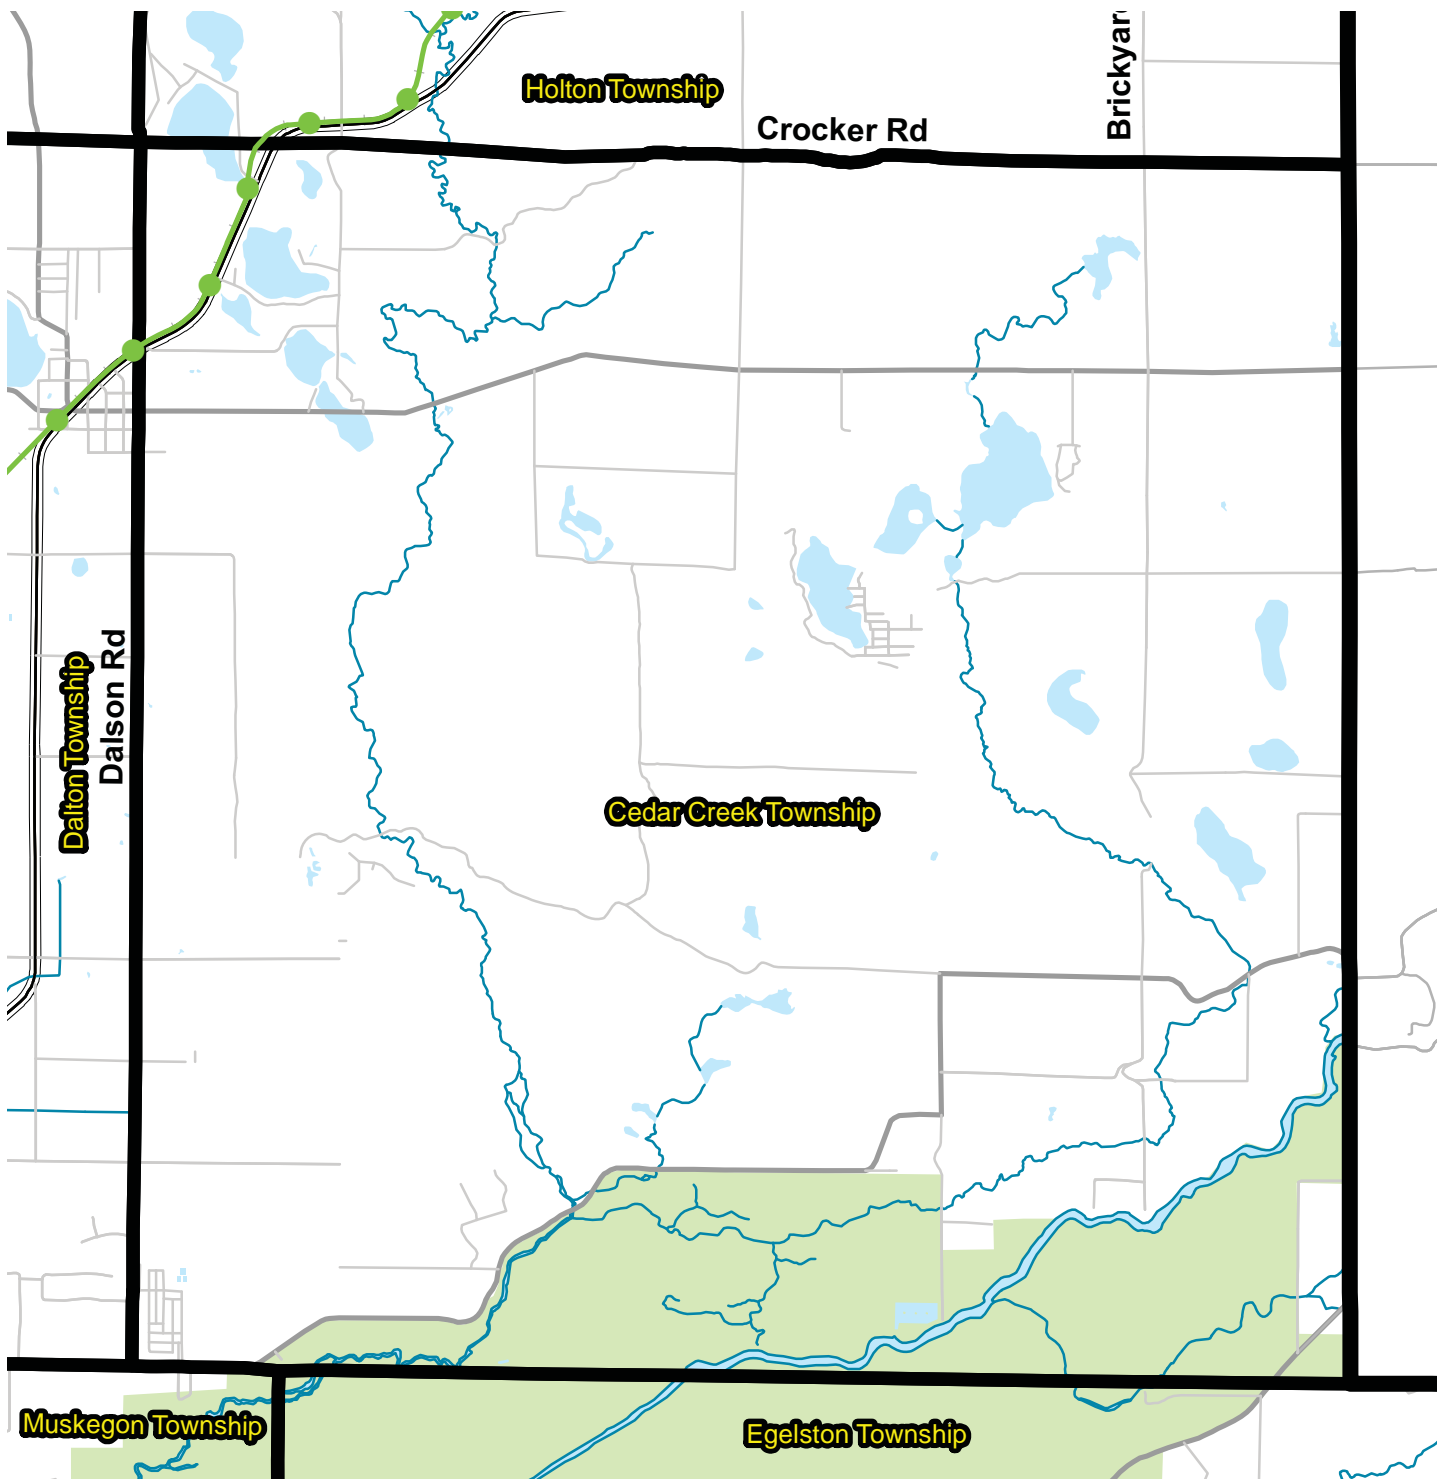 Holton Township
Brickyar
Crocker Rd
Dalton Township
Dalson Rd
Cedar Creek Township
Muskegon Township
Egelston Township